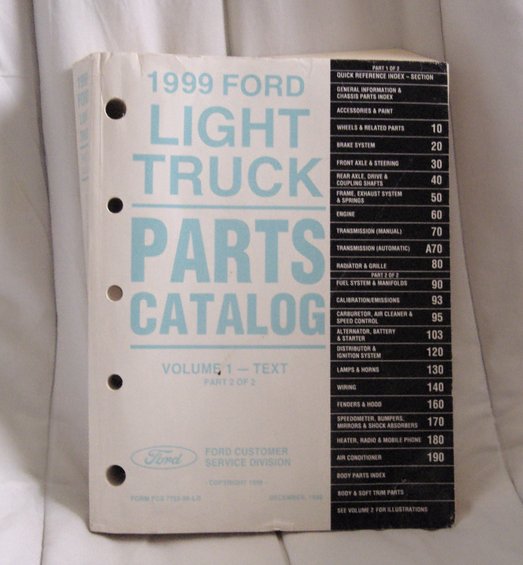 1999 FORD
LIGHT
TRUCK
PARTS
CATALOG
VOLUME 1 — TEXT
PART 2 OF 2
Ford
FORD CUSTOMER
SERVICE DIVISION
COPYRIGHT
DECEMBER,
PART 1 OF 2
QUICK REFERENCE INDEX – SECTION
GENERAL INFORMATION &
CHASSIS PARTS INDEX
ACCESSORIES & PAINT
WHEELS & RELATED PARTS 10
BRAKE SYSTEM 20
FRONT AXLE & STEERING 30
REAR AXLE, DRIVE &
COUPLING SHAFTS 40
FRAME, EXHAUST SYSTEM
& SPRINGS 50
ENGINE 60
TRANSMISSION (MANUAL) 70
TRANSMISSION (AUTOMATIC) A70
RADIATOR & GRILLE 80
PART 2 OF 2
FUEL SYSTEM & MANIFOLDS 90
CALIBRATION/EMISSIONS 93
CARBURETOR, AIR CLEANER &
SPEED CONTROL 95
ALTERNATOR, BATTERY
& STARTER 103
DISTRIBUTOR &
IGNITION SYSTEM 120
LAMPS & HORNS 130
WIRING 140
FENDERS & HOOD 160
SPEEDOMETER, BUMPERS,
MIRRORS & SHOCK ABSORBERS 170
HEATER, RADIO & MOBILE PHONE 180
AIR CONDITIONER 190
BODY PARTS INDEX
BODY & SOFT TRIM PARTS
SEE VOLUME 2 FOR ILLUSTRATIONS